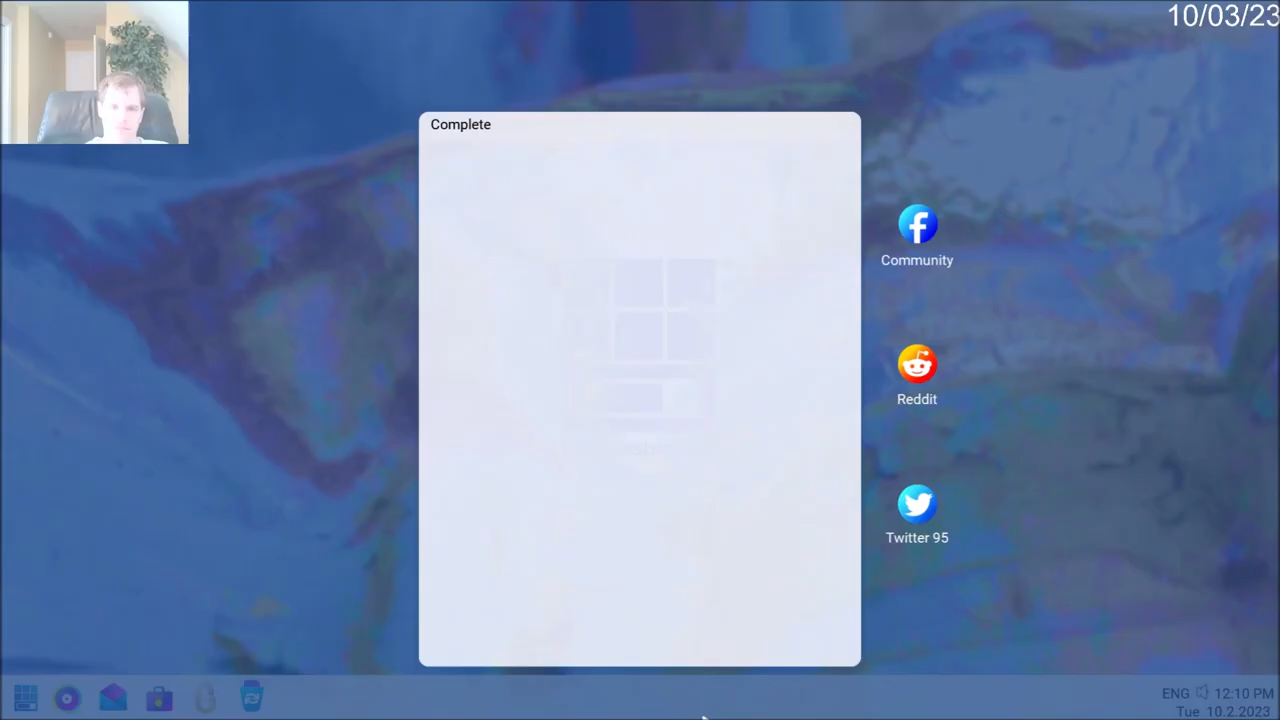 10/03/23
Complete
Community
Reddit
Twitter 95
ENG 12:10 PM
Tue 10.2.2023